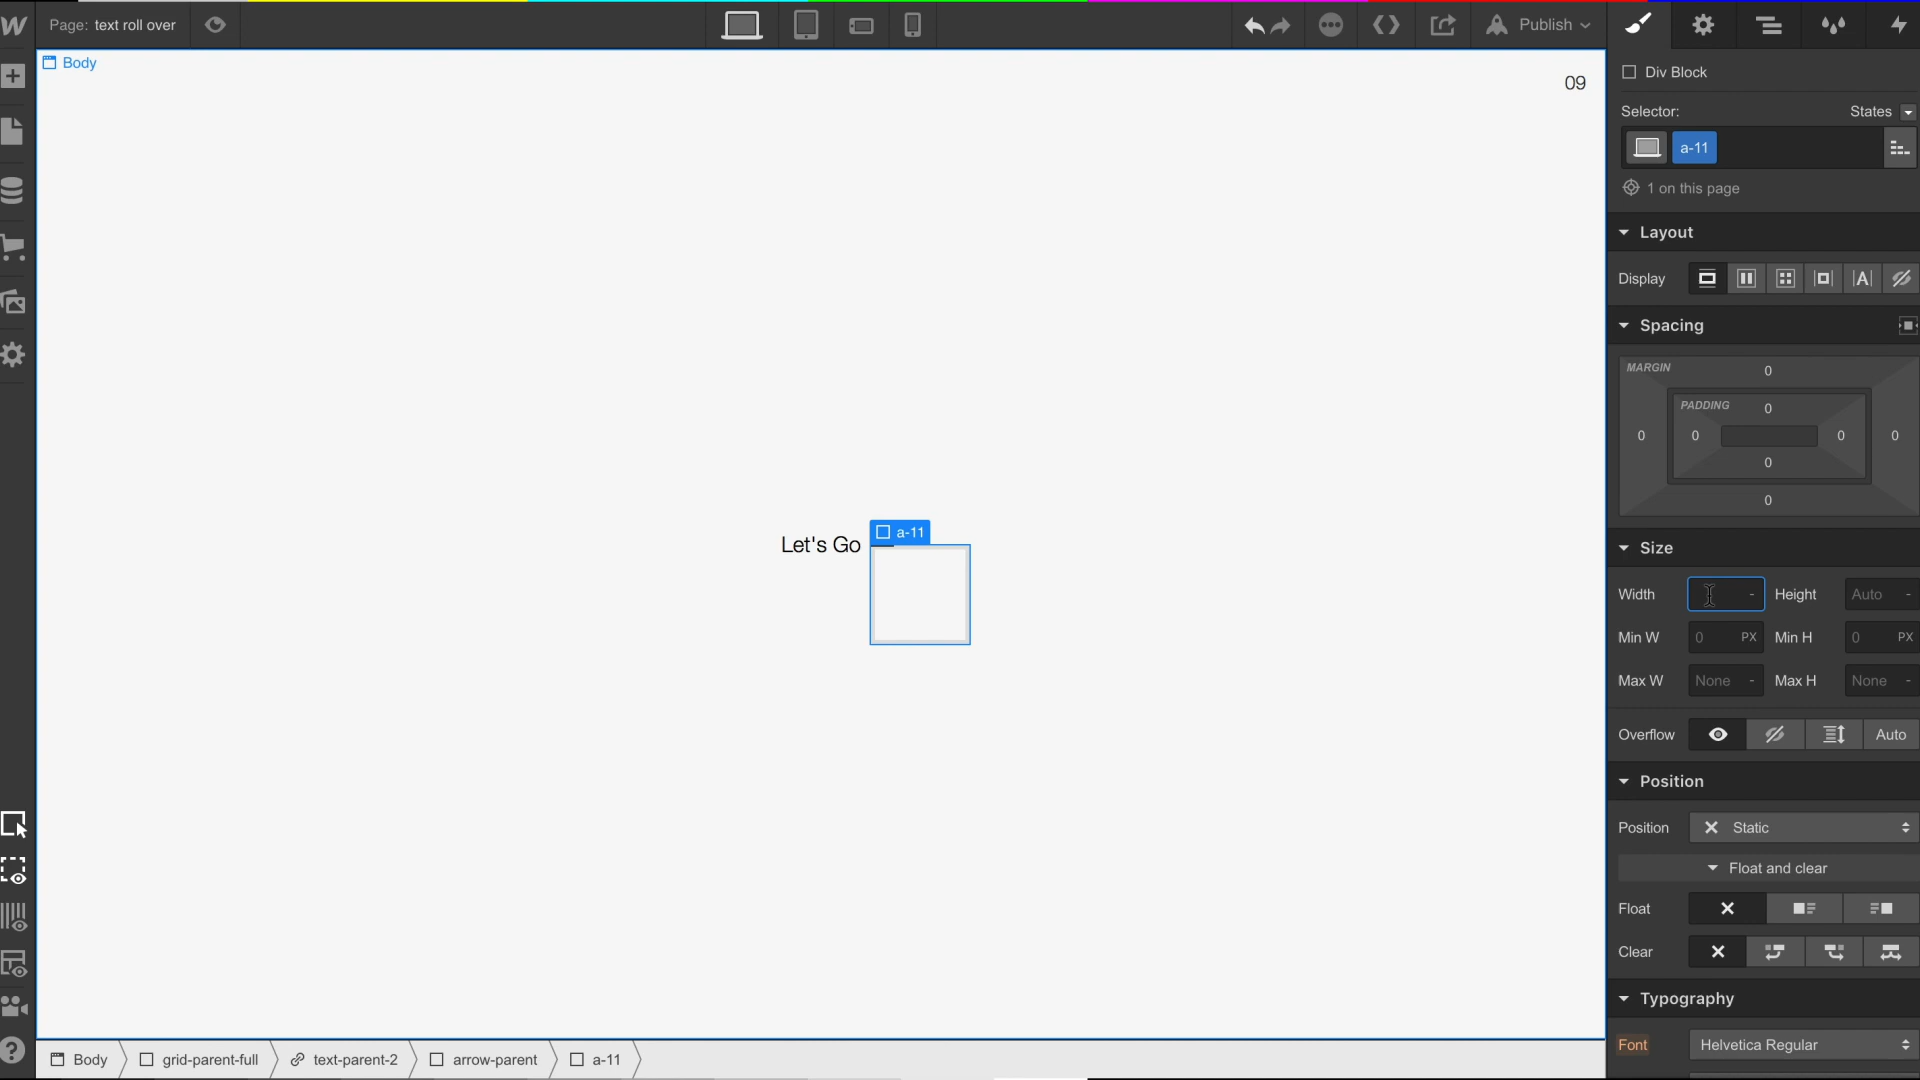 Page: text roll over
Publish
Body
Div Block
09
Selector:
States
a-11
1 on this page
Layout
Display
Spacing
MARGIN
0
PADDING
0
0
0
0
0
0
0
Let's Go
a-11
Size
Width
-
Height
Auto
-
Min W
0
PX
Min H
0
PX
Max W
None
-
Max H
None
-
Overflow
Auto
Position
Position
Static
Float and clear
Float
Clear
Typography
Font
Helvetica Regular
Body
grid-parent-full
text-parent-2
arrow-parent
a-11